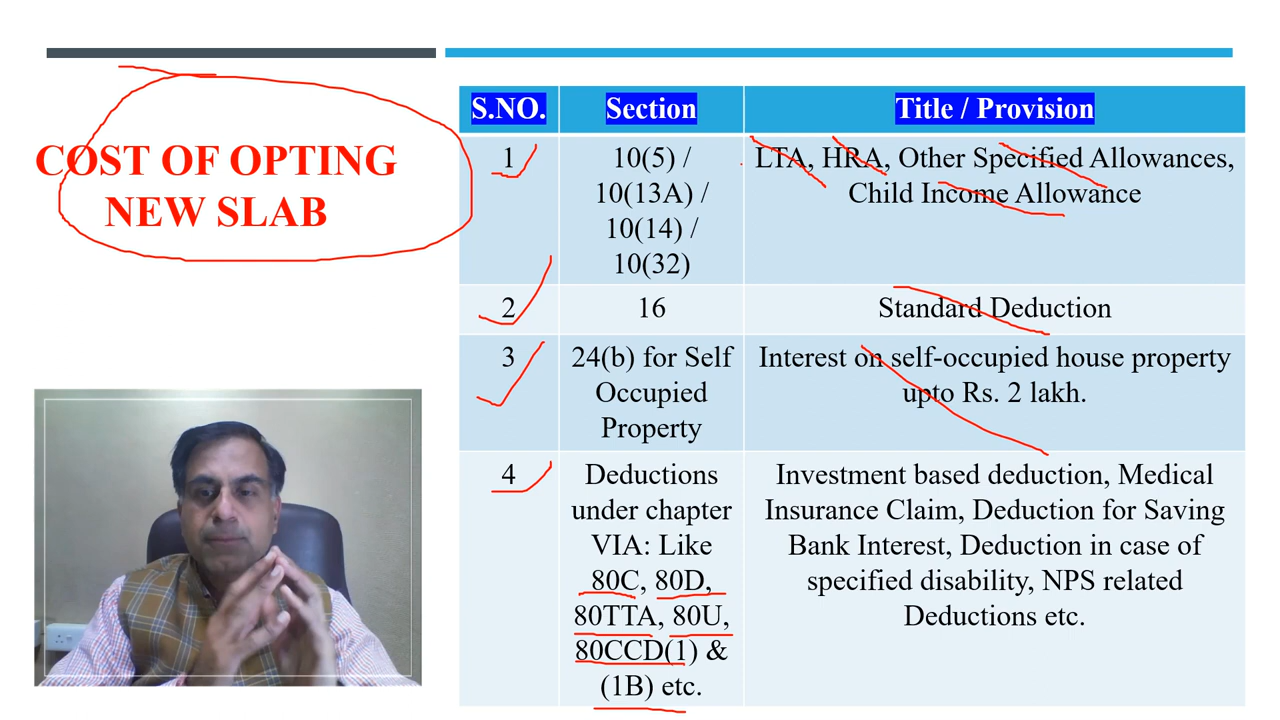 COST OF OPTING
NEW SLAB
S.NO. Section Title / Provision
1 10(5) / LTA, HRA, Other Specified Allowances,
10(13A) / Child Income Allowance
10(14) /
10(32)
2 16 Standard Deduction
3 24(b) for Self Interest on self-occupied house property
Occupied upto Rs. 2 lakh.
Property
4 Deductions Investment based deduction, Medical
under chapter Insurance Claim, Deduction for Saving
VIA: Like Bank Interest, Deduction in case of
80C, 80D, specified disability, NPS related
80TTA, 80U, Deductions etc.
80CCD(1) &
(1B) etc.